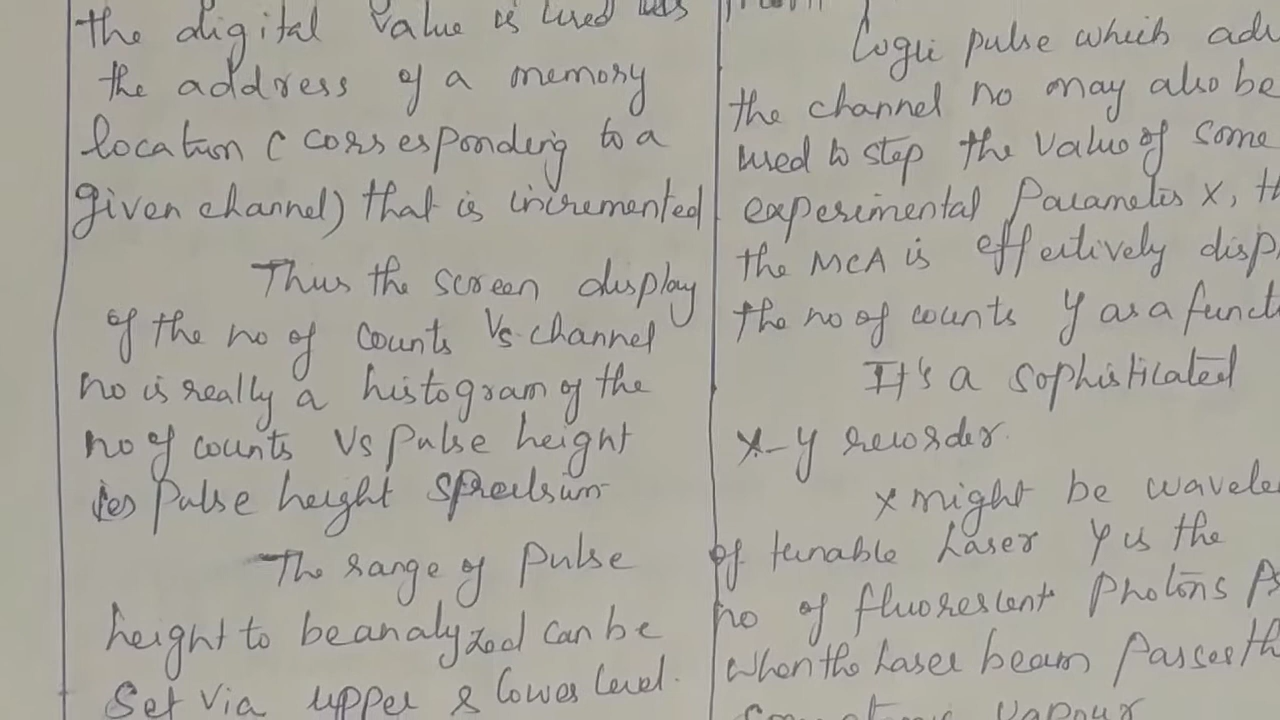 the digital value is used as
the address of a memory
location ( corresponding to a
given channel) that is incremented
Thus the screen display
of the no of counts Vs channel
no is really a histogram of the
no of counts Vs pulse height
pulse height
The range of pulse
height to be analyzed can be
Set via upper & lower level.
Logic pulse which adv
the channel no may also be
used to step the value of some
experimental Parameter x, th
the MCA is effectively disp
the no of counts y as a funct
It's a sophisticated
x-y recorder.
x might be wavele
of tunable Laser y is the
no of fluorescent Photons
when the Laser beam Passes th
vapour